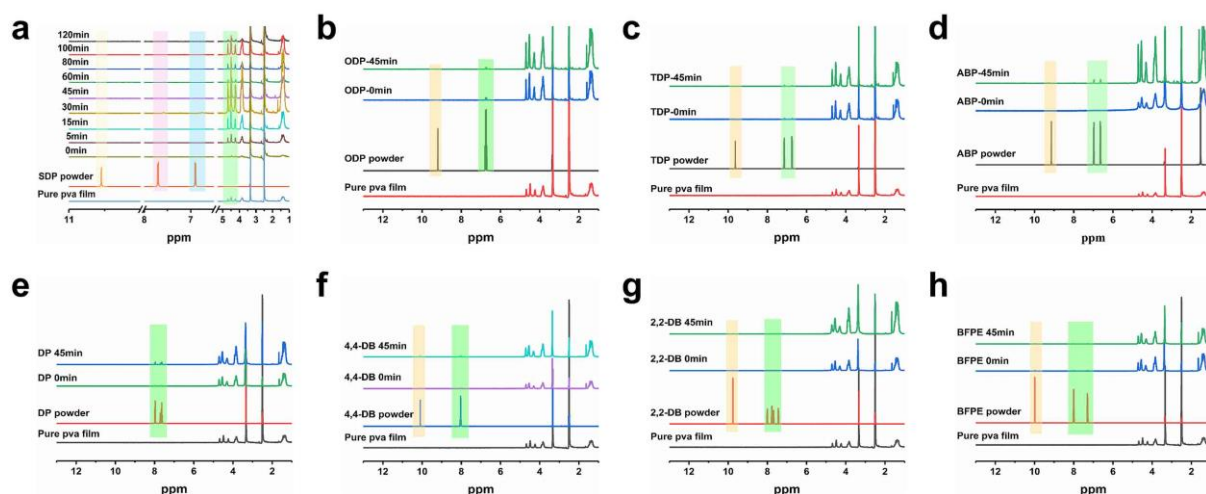 a
120min
100min
80min
60min
45min
30min
15min
5min
0min
SDP powder
Pure pva film
11 8 7 5 4 3 2 1
ppm
b
ODP-45min
ODP-0min
ODP powder
Pure pva film
12 10 8 6 4 2
ppm
c
TDP-45min
TDP-0min
TDP powder
Pure pva film
12 10 8 6 4 2
ppm
d
ABP-45min
ABP-0min
ABP powder
Pure pva film
12 10 8 6 4 2
ppm
e
DP 45min
DP 0min
DP powder
Pure pva film
12 10 8 6 4 2
ppm
f
4,4-DB 45min
4,4-DB 0min
4,4-DB powder
Pure pva film
12 10 8 6 4 2
ppm
g
2,2-DB 45min
2,2-DB 0min
2,2-DB powder
Pure pva film
12 10 8 6 4 2
ppm
h
BFPE 45min
BFPE 0min
BFPE powder
Pure pva film
12 10 8 6 4 2
ppm